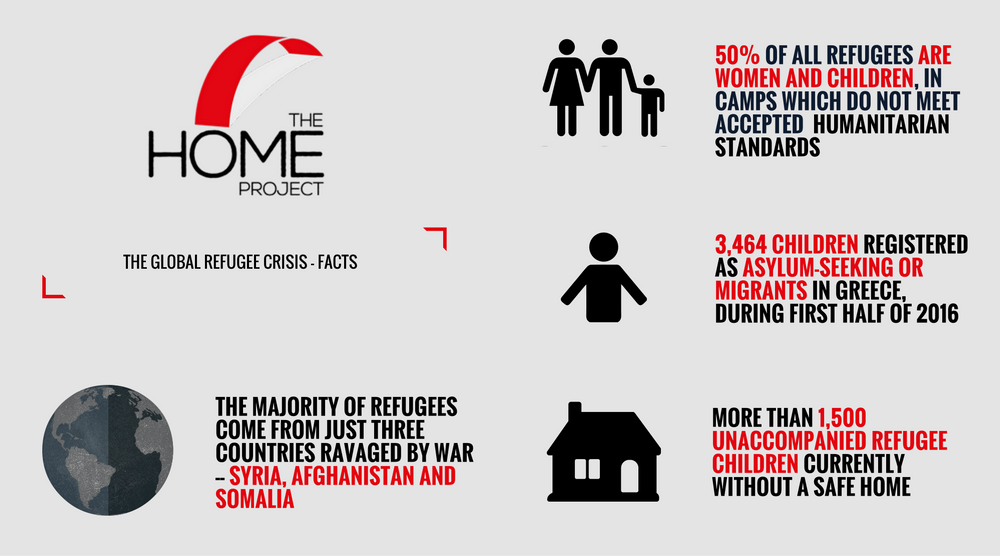 THE
HOME
PROJECT
THE GLOBAL REFUGEE CRISIS - FACTS
THE MAJORITY OF REFUGEES
COME FROM JUST THREE
COUNTRIES RAVAGED BY WAR
– SYRIA, AFGHANISTAN AND
SOMALIA
50% OF ALL REFUGEES ARE
WOMEN AND CHILDREN, IN
CAMPS WHICH DO NOT MEET
ACCEPTED HUMANITARIAN
STANDARDS
3,464 CHILDREN REGISTERED
AS ASYLUM-SEEKING OR
MIGRANTS IN GREECE,
DURING FIRST HALF OF 2016
MORE THAN 1,500
UNACCOMPANIED REFUGEE
CHILDREN CURRENTLY
WITHOUT A SAFE HOME